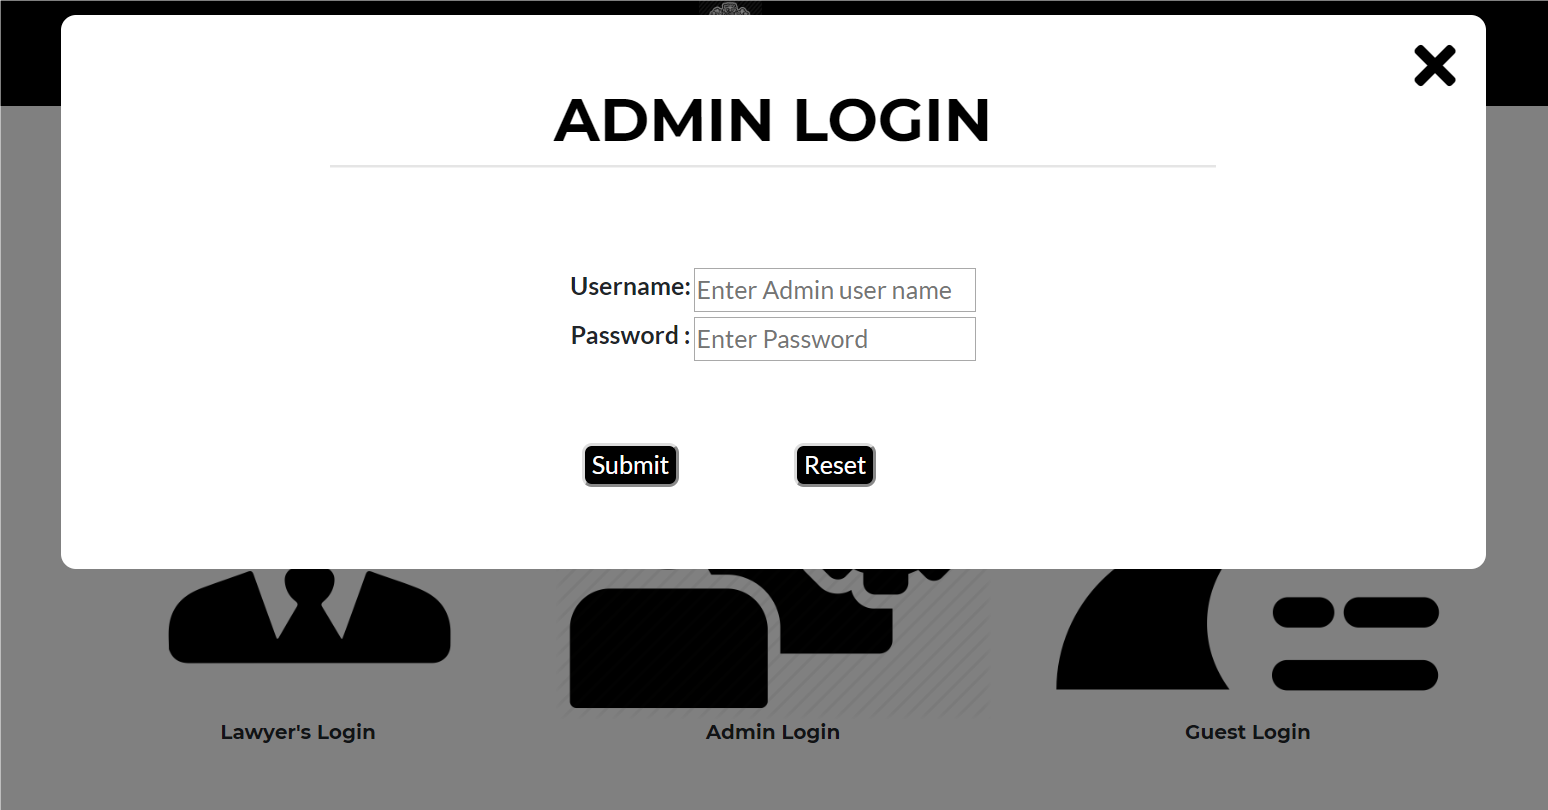 ADMIN LOGIN
Username: Enter Admin user name
Password : Enter Password
Submit Reset
Lawyer's Login Admin Login Guest Login